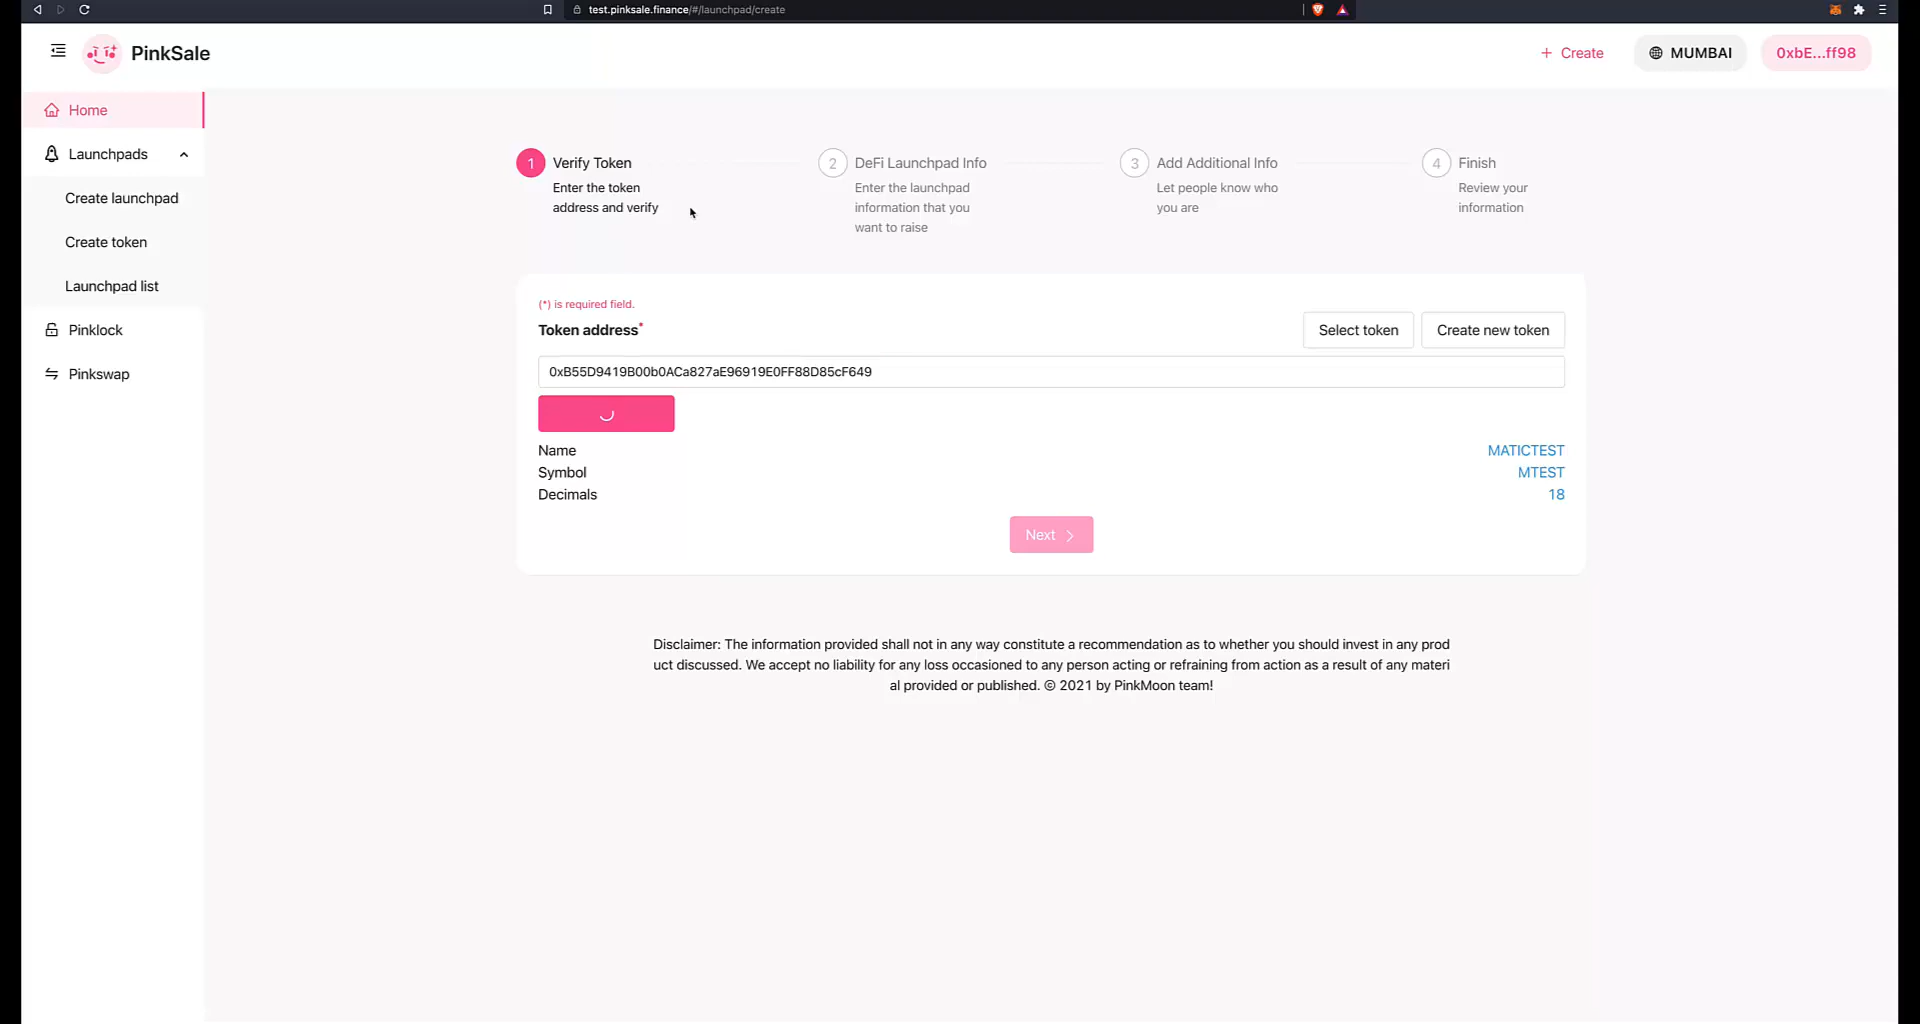 test.pinksale.finance/#/launchpad/create
PinkSale
Create
MUMBAI
0xbE...ff98
Home
Launchpads
Create launchpad
Create token
Launchpad list
Pinklock
Pinkswap
1
Verify Token
Enter the token
address and verify
2
DeFi Launchpad Info
Enter the launchpad
information that you
want to raise
3
Add Additional Info
Let people know who
you are
4
Finish
Review your
information
(*) is required field.
Token address*
Select token
Create new token
0xB55D9419B00b0ACa827aE96919E0FF88D85cF649
Name
MATICTEST
Symbol
MTEST
Decimals
18
Next
Disclaimer: The information provided shall not in any way constitute a recommendation as to whether you should invest in any prod
uct discussed. We accept no liability for any loss occasioned to any person acting or refraining from action as a result of any materi
al provided or published. © 2021 by PinkMoon team!